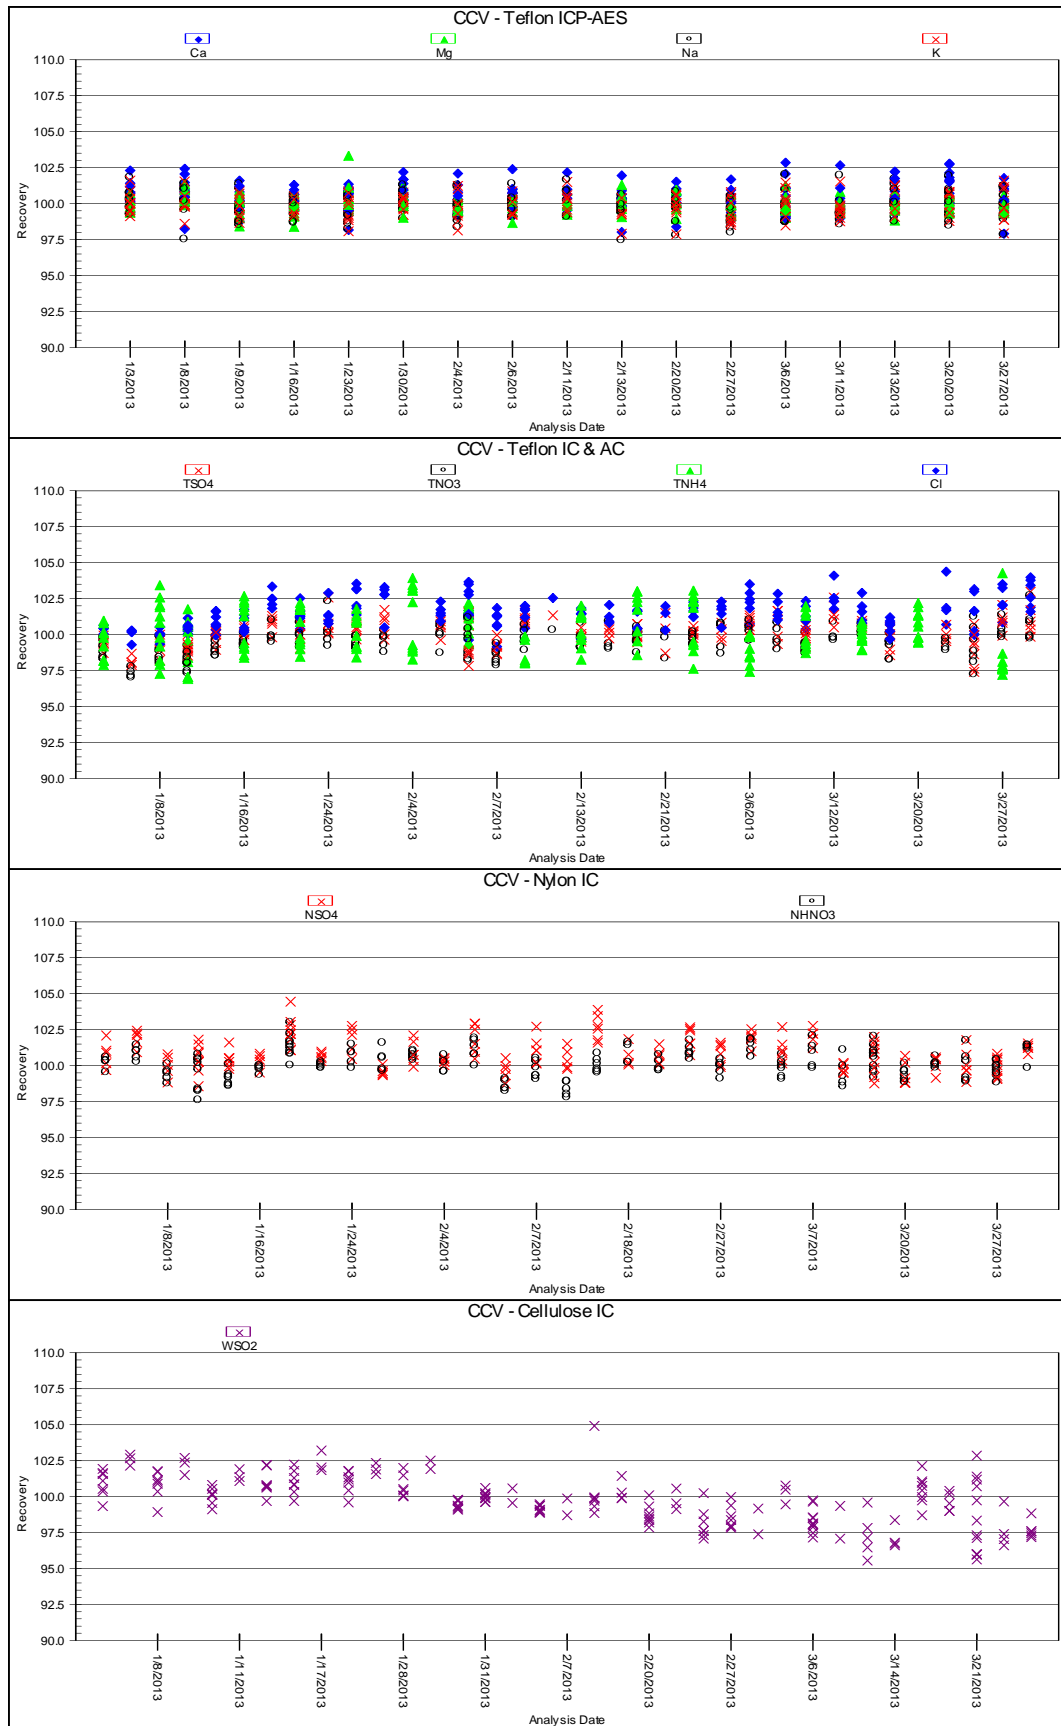 CCV - Teflon ICP-AES
Ca Mg Na K
110.0
107.5
105.0
102.5
100.0
97.5
95.0
92.5
90.0
Recovery
1/3/2013 1/8/2013 1/9/2013 1/16/2013 1/23/2013 1/30/2013 2/4/2013 2/6/2013 2/11/2013 2/13/2013 2/20/2013 2/27/2013 3/6/2013 3/11/2013 3/13/2013 3/20/2013 3/27/2013
Analysis Date
CCV - Teflon IC & AC
TSO4 TNO3 TNH4 Cl
110.0
107.5
105.0
102.5
100.0
97.5
95.0
92.5
90.0
Recovery
1/8/2013 1/16/2013 1/24/2013 2/4/2013 2/7/2013 2/13/2013 2/21/2013 3/6/2013 3/12/2013 3/20/2013 3/27/2013
Analysis Date
CCV - Nylon IC
NSO4 NHNO3
110.0
107.5
105.0
102.5
100.0
97.5
95.0
92.5
90.0
Recovery
1/8/2013 1/16/2013 1/24/2013 2/4/2013 2/7/2013 2/18/2013 2/27/2013 3/7/2013 3/20/2013 3/27/2013
Analysis Date
CCV - Cellulose IC
WSO2
110.0
107.5
105.0
102.5
100.0
97.5
95.0
92.5
90.0
Recovery
1/8/2013 1/11/2013 1/17/2013 1/28/2013 1/31/2013 2/7/2013 2/20/2013 2/27/2013 3/6/2013 3/14/2013 3/21/2013
Analysis Date